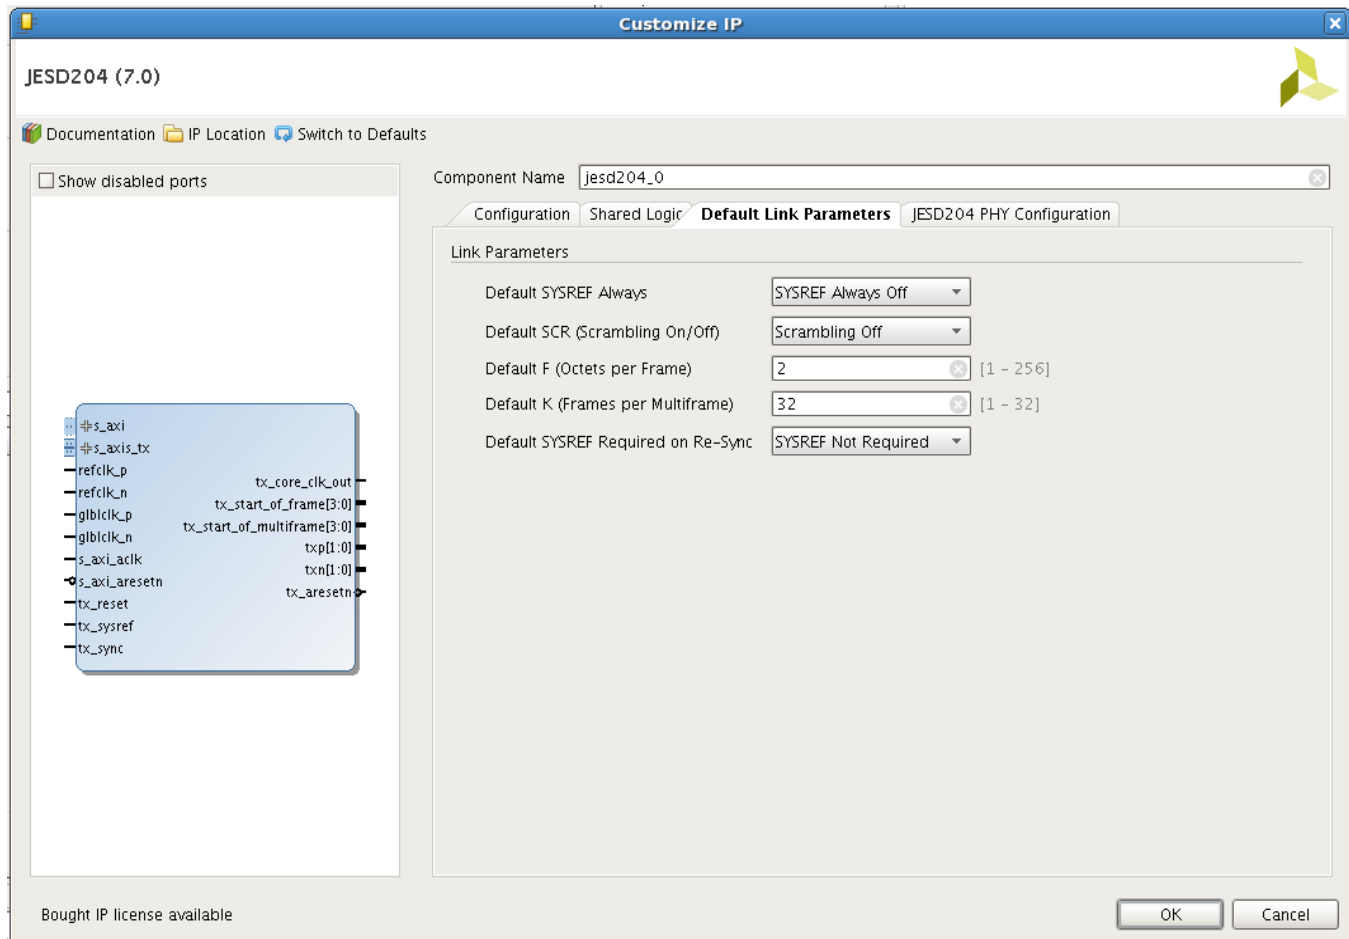 Customize IP
JESD204 (7.0)
Documentation IP Location Switch to Defaults
Show disabled ports
s_axi
s_axis_tx
refclk_p
refclk_n
glblclk_p
glblclk_n
s_axi_aclk
s_axi_aresetn
tx_reset
tx_sysref
tx_sync
tx_core_clk_out
tx_start_of_frame[3:0]
tx_start_of_multiframe[3:0]
txp[1:0]
txn[1:0]
tx_aresetn
Component Name jesd204_0
Configuration Shared Logic Default Link Parameters JESD204 PHY Configuration
Link Parameters
Default SYSREF Always SYSREF Always Off
Default SCR (Scrambling On/Off) Scrambling Off
Default F (Octets per Frame) 2 [1 - 256]
Default K (Frames per Multiframe) 32 [1 - 32]
Default SYSREF Required on Re-Sync SYSREF Not Required
Bought IP license available
OK Cancel